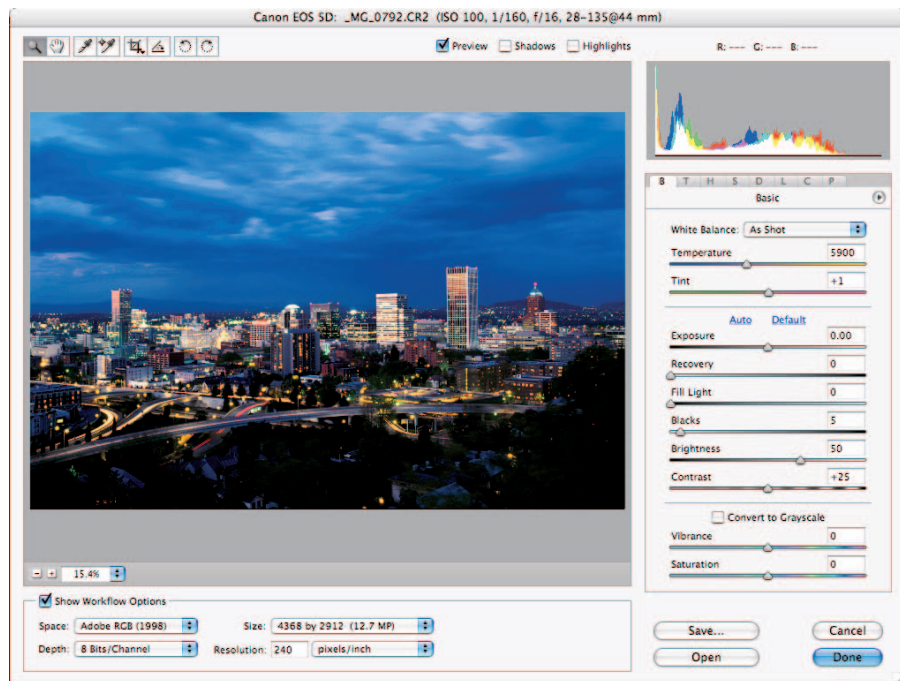 Canon EOS 5D: _MG_0792.CR2 (ISO 100, 1/160, f/16, 28-135@44 mm)
Preview Shadows Highlights R: --- G: --- B: ---
B T H S D L C P
Basic
White Balance: As Shot
Temperature 5900
Tint +1
Auto Default
Exposure 0.00
Recovery 0
Fill Light 0
Blacks 5
Brightness 50
Contrast +25
Convert to Grayscale
Vibrance 0
Saturation 0
15.4%
Show Workflow Options
Space: Adobe RGB (1998) Size: 4368 by 2912 (12.7 MP)
Depth: 8 Bits/Channel Resolution: 240 pixels/inch
Save... Cancel
Open Done